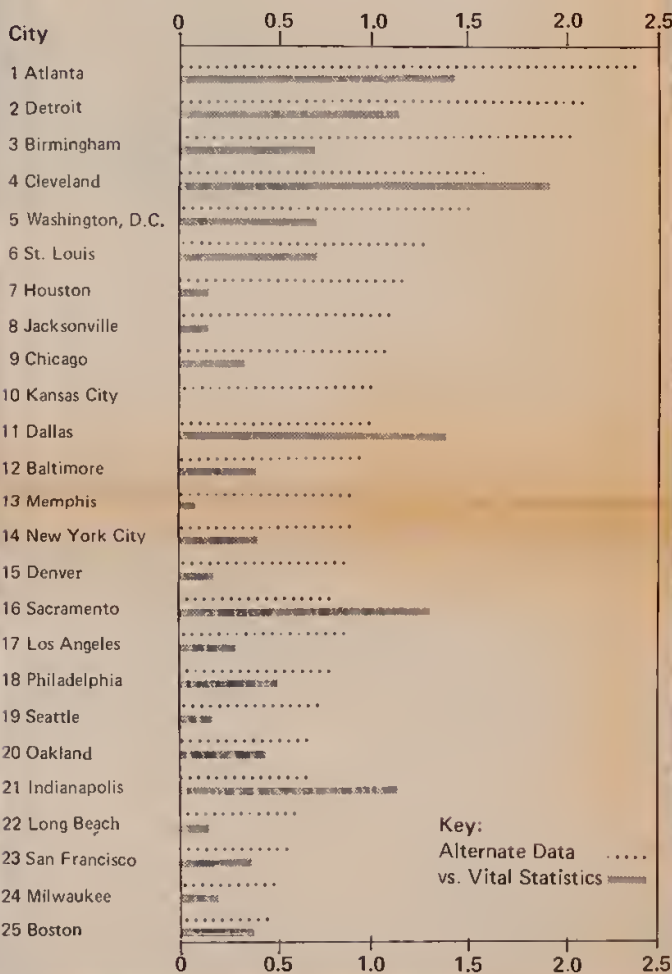 City
0 0.5 1.0 1.5 2.0 2.5
1 Atlanta
2 Detroit
3 Birmingham
4 Cleveland
5 Washington, D.C.
6 St. Louis
7 Houston
8 Jacksonville
9 Chicago
10 Kansas City
11 Dallas
12 Baltimore
13 Memphis
14 New York City
15 Denver
16 Sacramento
17 Los Angeles
18 Philadelphia
19 Seattle
20 Oakland
21 Indianapolis
22 Long Beach
23 San Francisco
24 Milwaukee
25 Boston
Key:
Alternate Data ....
vs. Vital Statistics
0 0.5 1.0 1.5 2.0 2.5